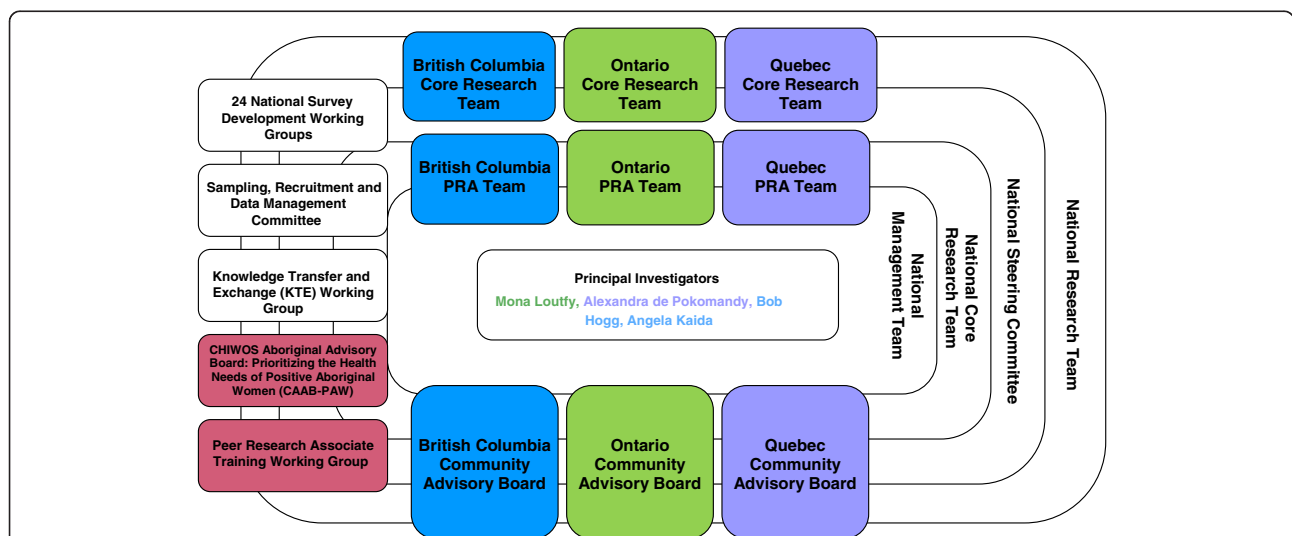 British Columbia
Core Research
Team
Ontario
Core Research
Team
Quebec
Core Research
Team
24 National Survey
Development Working
Groups
British Columbia
PRA Team
Ontario
PRA Team
Quebec
PRA Team
Sampling, Recruitment and
Data Management
Committee
Knowledge Transfer and
Exchange (KTE) Working
Group
Principal Investigators
Mona Loutfy, Alexandra de Pokomandy, Bob
Hogg, Angela Kaida
National
Management Team
National Core
Research Team
National Steering Committee
National Research Team
CHIWOS Aboriginal Advisory
Board: Prioritizing the Health
Needs of Positive Aboriginal
Women (CAAB-PAW)
Peer Research Associate
Training Working Group
British Columbia
Community
Advisory Board
Ontario
Community
Advisory Board
Quebec
Community
Advisory Board